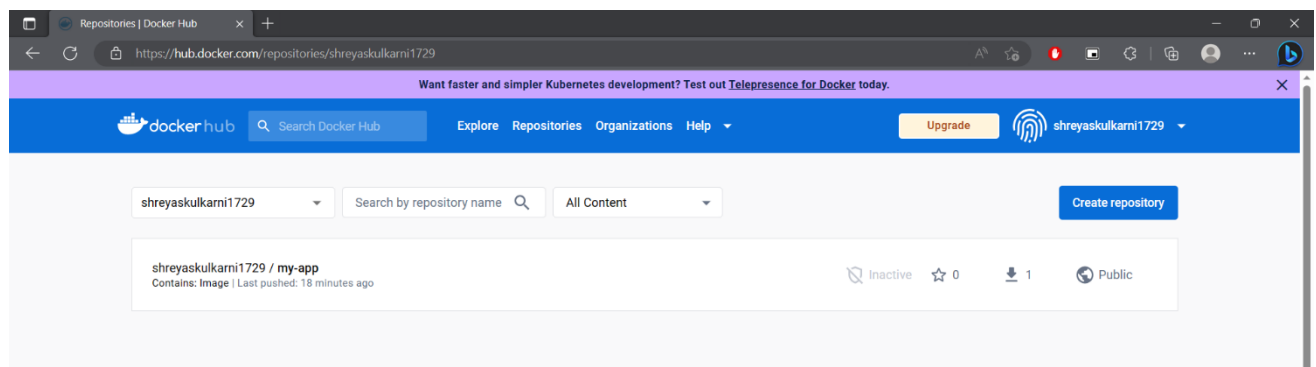 Repositories | Docker Hub
https://hub.docker.com/repositories/shreyaskulkarni1729
Want faster and simpler Kubernetes development? Test out Telepresence for Docker today.
dockerhub Search Docker Hub Explore Repositories Organizations Help Upgrade shreyaskulkarni1729
shreyaskulkarni1729 Search by repository name All Content Create repository
shreyaskulkarni1729 / my-app
Contains: Image | Last pushed: 18 minutes ago
Inactive 0 1 Public